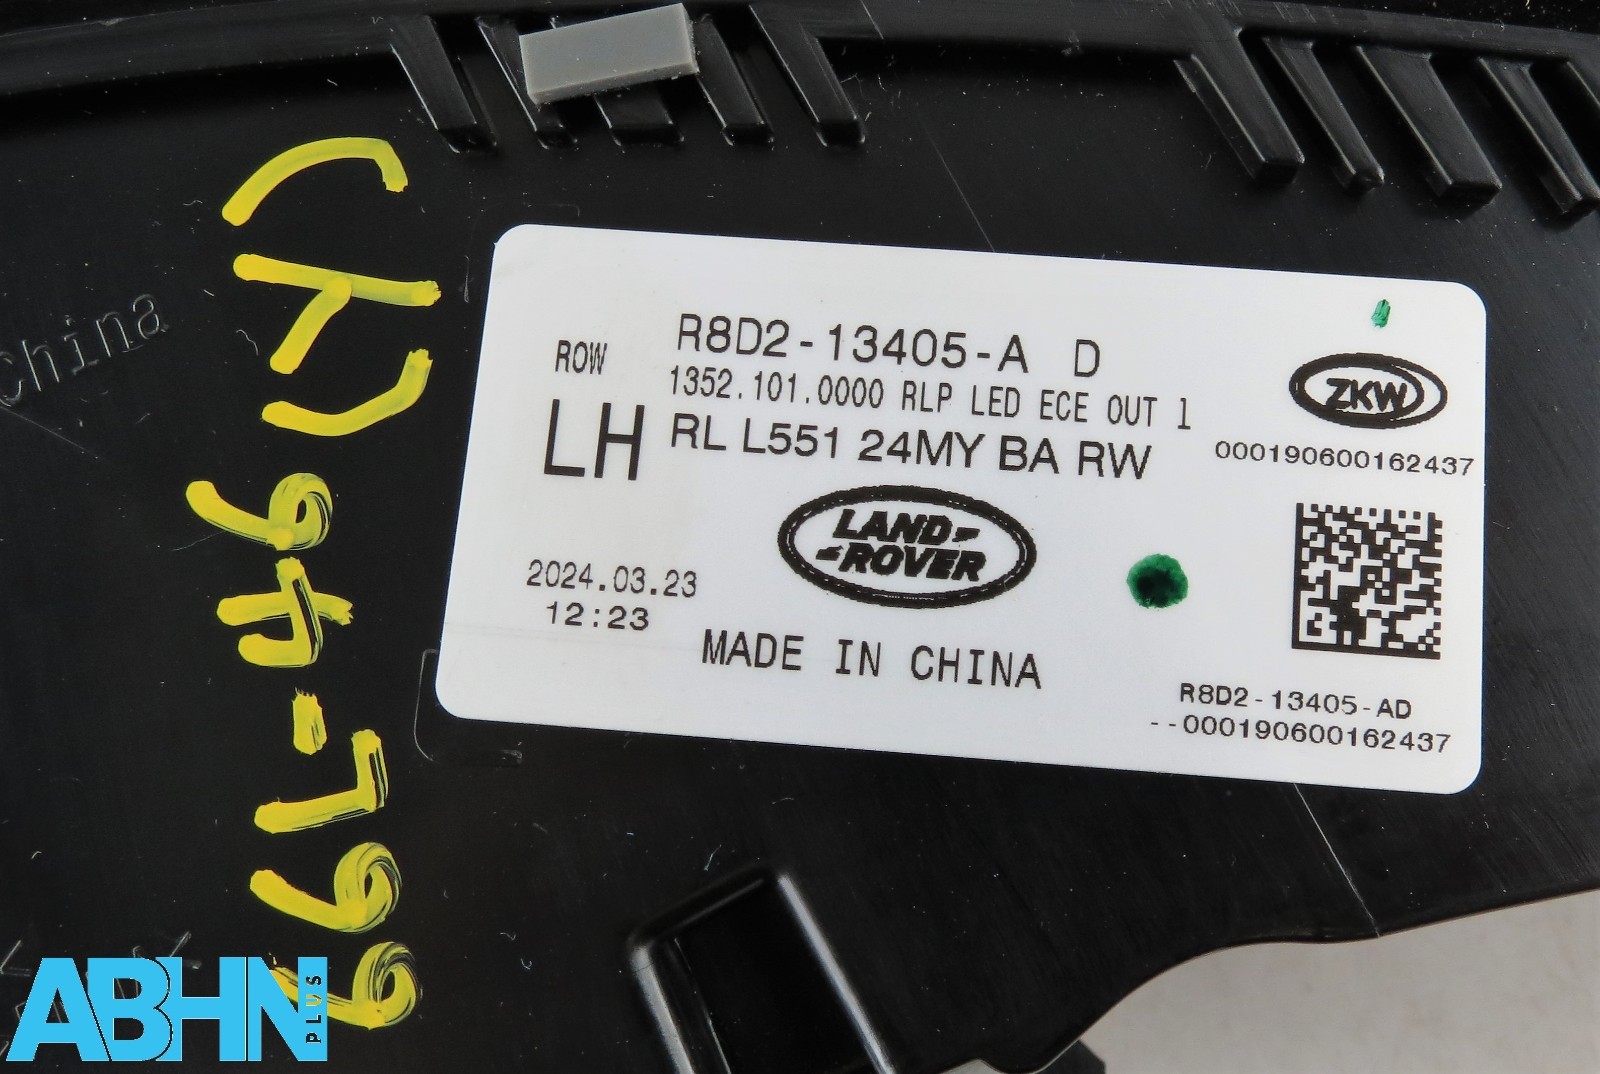 China
ROW
LH
R8D2-13405-A D
1352.101.0000 RLP LED ECE OUT 1
RL L551 24MY BA RW
ZKW
000190600162437
LAND
ROVER
2024.03.23
12:23
MADE IN CHINA
R8D2-13405-AD
--000190600162437
ABHN
PLUS